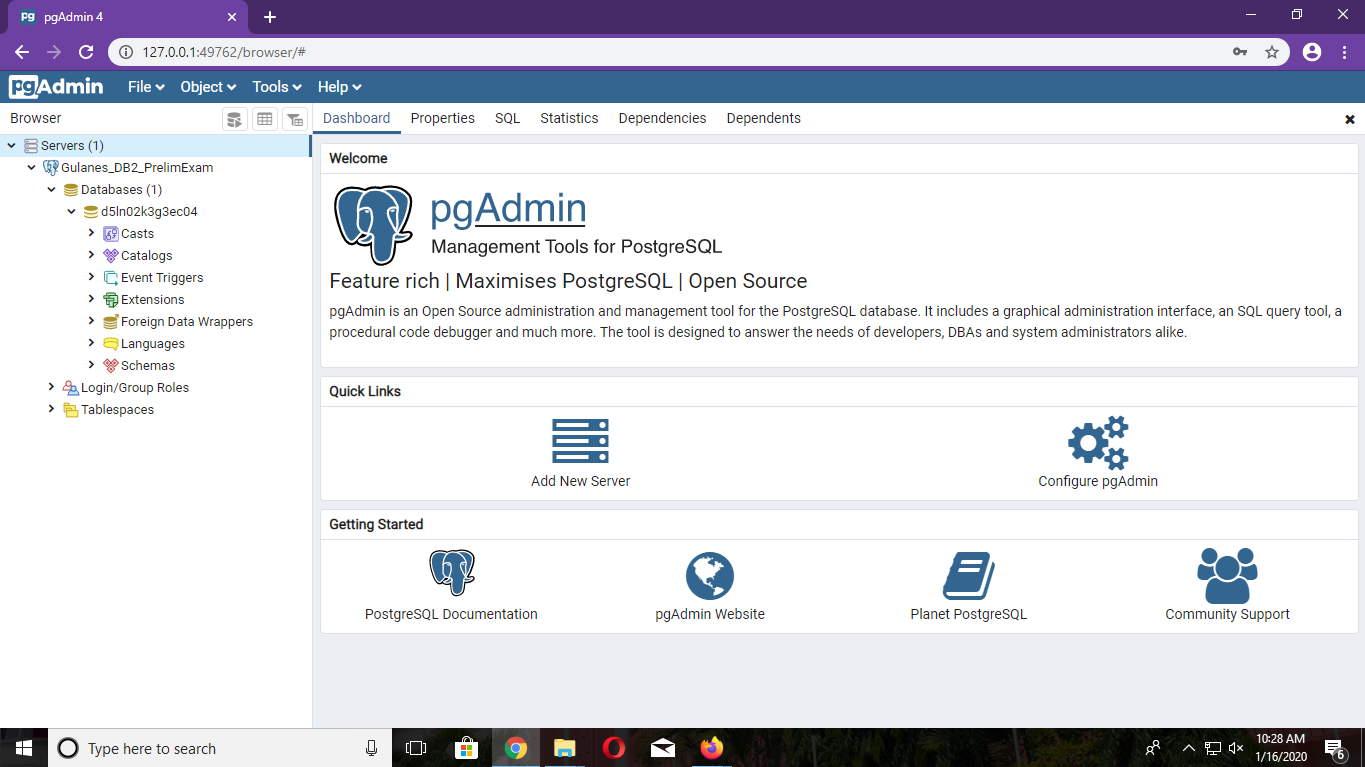 pgAdmin 4
127.0.0.1:49762/browser/#
pgAdmin File Object Tools Help
Browser
Dashboard Properties SQL Statistics Dependencies Dependents
Servers (1)
Gulanes_DB2_PrelimExam
Databases (1)
d5ln02k3g3ec04
Casts
Catalogs
Event Triggers
Extensions
Foreign Data Wrappers
Languages
Schemas
Login/Group Roles
Tablespaces
Welcome
pgAdmin
Management Tools for PostgreSQL
Feature rich | Maximises PostgreSQL | Open Source
pgAdmin is an Open Source administration and management tool for the PostgreSQL database. It includes a graphical administration interface, an SQL query tool, a
procedural code debugger and much more. The tool is designed to answer the needs of developers, DBAs and system administrators alike.
Quick Links
Add New Server
Configure pgAdmin
Getting Started
PostgreSQL Documentation
pgAdmin Website
Planet PostgreSQL
Community Support
Type here to search
10:28 AM
1/16/2020
6